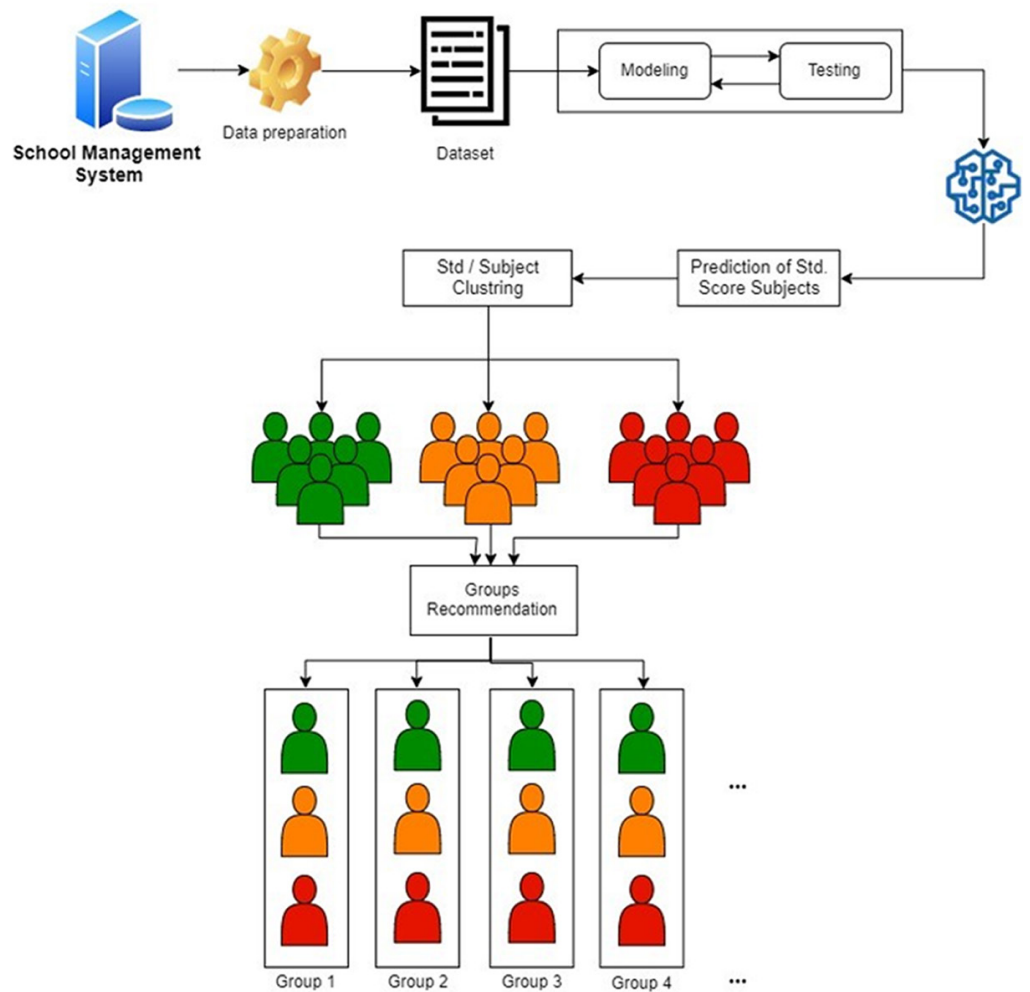 School Management
System
Data preparation
Dataset
Modeling
Testing
Std / Subject
Clustring
Prediction of Std.
Score Subjects
Groups
Recommendation
...
Group 1
Group 2
Group 3
Group 4
...